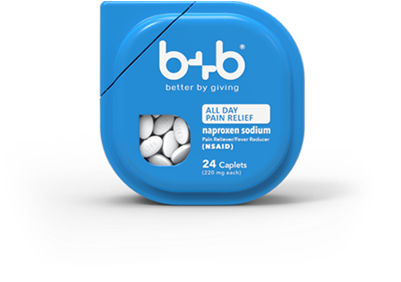 b+b®
better by giving
ALL DAY
PAIN RELIEF
naproxen sodium
Pain Reliever/Fever Reducer
(NSAID)
24 Caplets
(220 mg each)